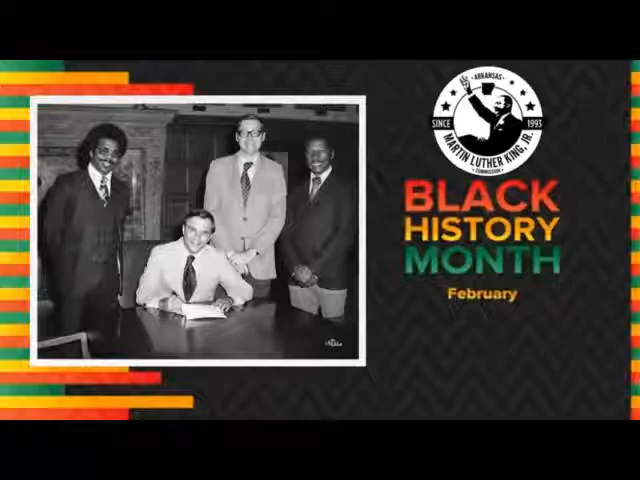 ARKANSAS
SINCE 1993
MARTIN LUTHER KING, JR.
COMMISSION
BLACK
HISTORY
MONTH
February